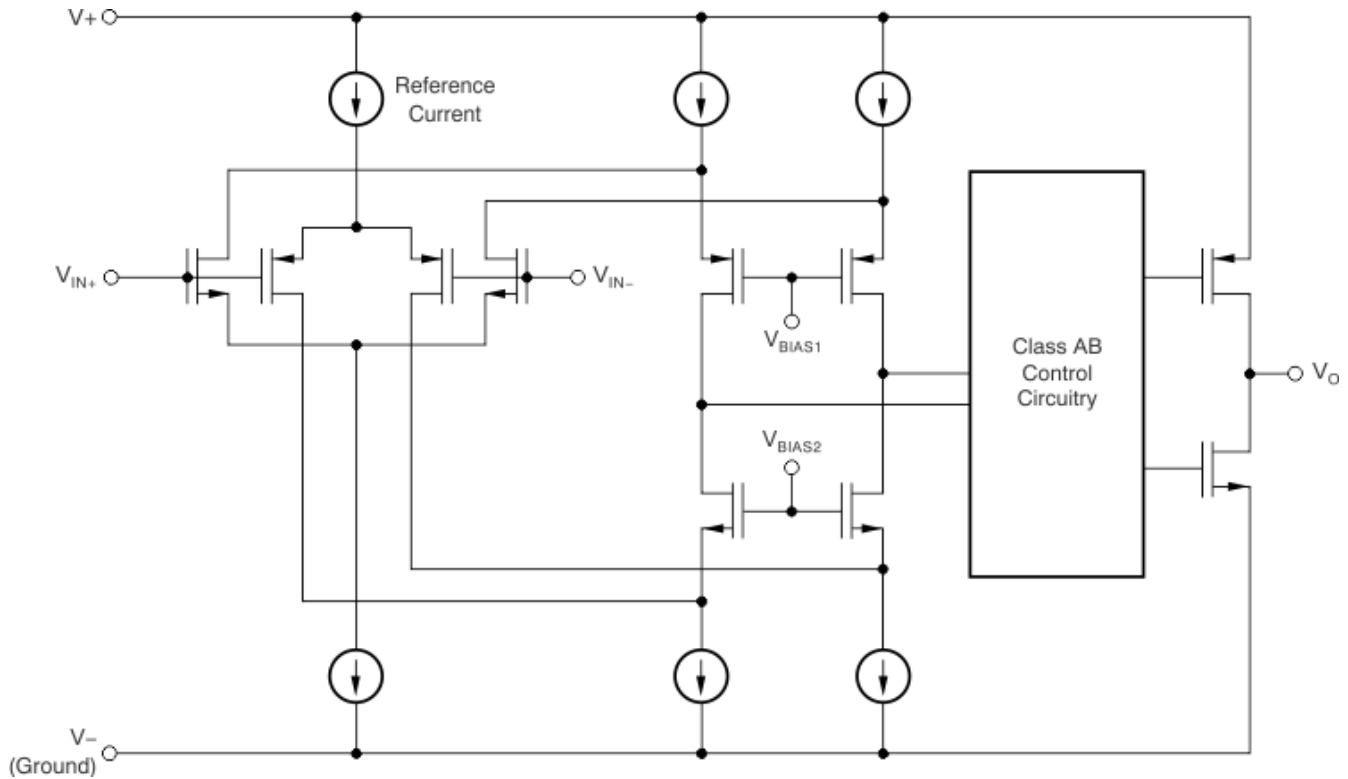 V+
Reference
Current
VIN+
VIN−
VBIAS1
Class AB
Control
Circuitry
VO
VBIAS2
V−
(Ground)